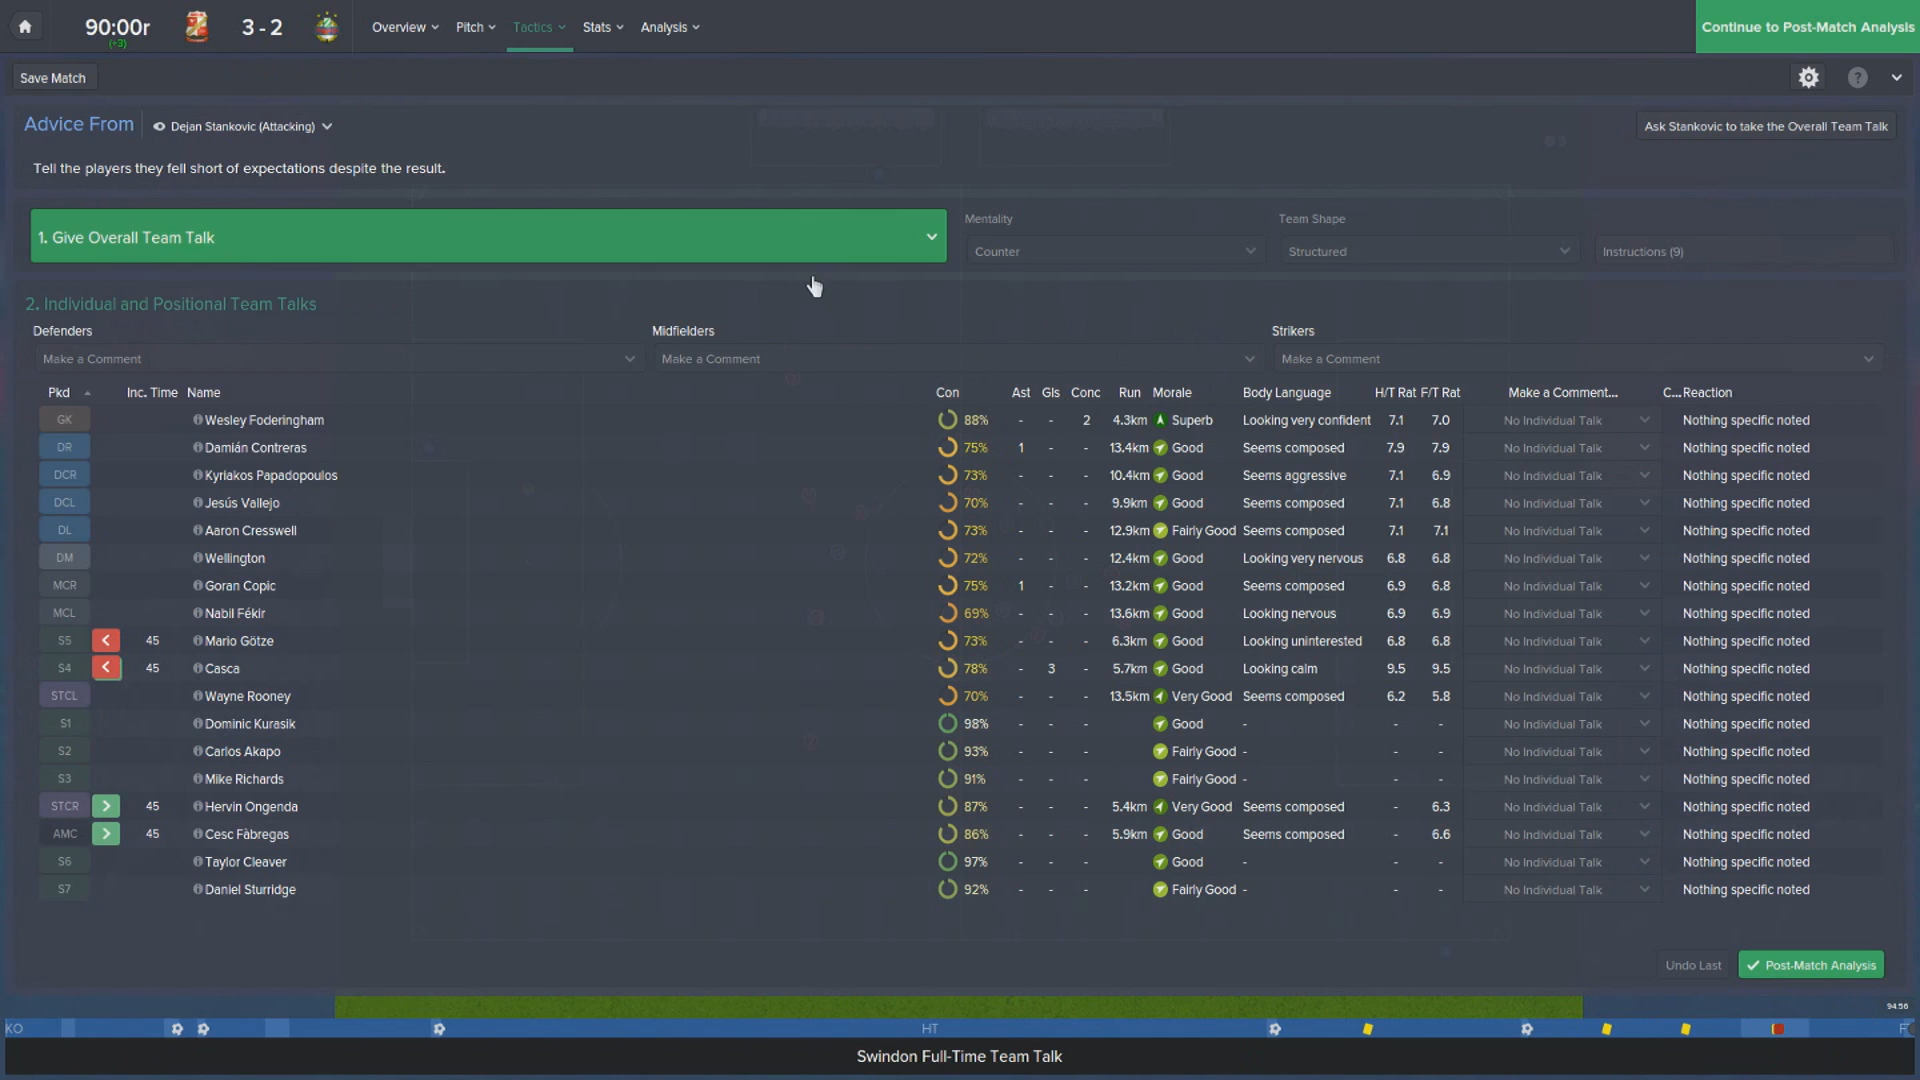 90:00r (+3) 3 - 2 Overview Pitch Tactics Stats Analysis Continue to Post-Match Analysis
Save Match ?
Advice From Dejan Stankovic (Attacking) Ask Stankovic to take the Overall Team Talk
Tell the players they fell short of expectations despite the result.
Mentality Team Shape
1. Give Overall Team Talk Counter Structured Instructions (9)
2. Individual and Positional Team Talks
Defenders Midfielders Strikers
Make a Comment Make a Comment Make a Comment
Pkd Inc. Time Name Con Ast Gls Conc Run Morale Body Language H/T Rat F/T Rat Make a Comment... C... Reaction
GK Wesley Foderingham 88% - - 2 4.3km Superb Looking very confident 7.1 7.0 No Individual Talk Nothing specific noted
DR Damián Contreras 75% 1 - - 13.4km Good Seems composed 7.9 7.9 No Individual Talk Nothing specific noted
DCR Kyriakos Papadopoulos 73% - - - 10.4km Good Seems aggressive 7.1 6.9 No Individual Talk Nothing specific noted
DCL Jesús Vallejo 70% - - - 9.9km Good Seems composed 7.1 6.8 No Individual Talk Nothing specific noted
DL Aaron Cresswell 73% - - - 12.9km Fairly Good Seems composed 7.1 7.1 No Individual Talk Nothing specific noted
DM Wellington 72% - - - 12.4km Good Looking very nervous 6.8 6.8 No Individual Talk Nothing specific noted
MCR Goran Copic 75% 1 - - 13.2km Good Seems composed 6.9 6.8 No Individual Talk Nothing specific noted
MCL Nabil Fékir 69% - - - 13.6km Good Looking nervous 6.9 6.9 No Individual Talk Nothing specific noted
S5 45 Mario Götze 73% - - - 6.3km Good Looking uninterested 6.8 6.8 No Individual Talk Nothing specific noted
S4 45 Casca 78% - 3 - 5.7km Good Looking calm 9.5 9.5 No Individual Talk Nothing specific noted
STCL Wayne Rooney 70% - - - 13.5km Very Good Seems composed 6.2 5.8 No Individual Talk Nothing specific noted
S1 Dominic Kurasik 98% - - - Good - - - No Individual Talk Nothing specific noted
S2 Carlos Akapo 93% - - - Fairly Good - - - No Individual Talk Nothing specific noted
S3 Mike Richards 91% - - - Fairly Good - - - No Individual Talk Nothing specific noted
STCR 45 Hervin Ongenda 87% - - - 5.4km Very Good Seems composed - 6.3 No Individual Talk Nothing specific noted
AMC 45 Cesc Fàbregas 86% - - - 5.9km Good Seems composed - 6.6 No Individual Talk Nothing specific noted
S6 Taylor Cleaver 97% - - - Good - - - No Individual Talk Nothing specific noted
S7 Daniel Sturridge 92% - - - Fairly Good - - - No Individual Talk Nothing specific noted
Undo Last Post-Match Analysis
94:56
KO HT
Swindon Full-Time Team Talk